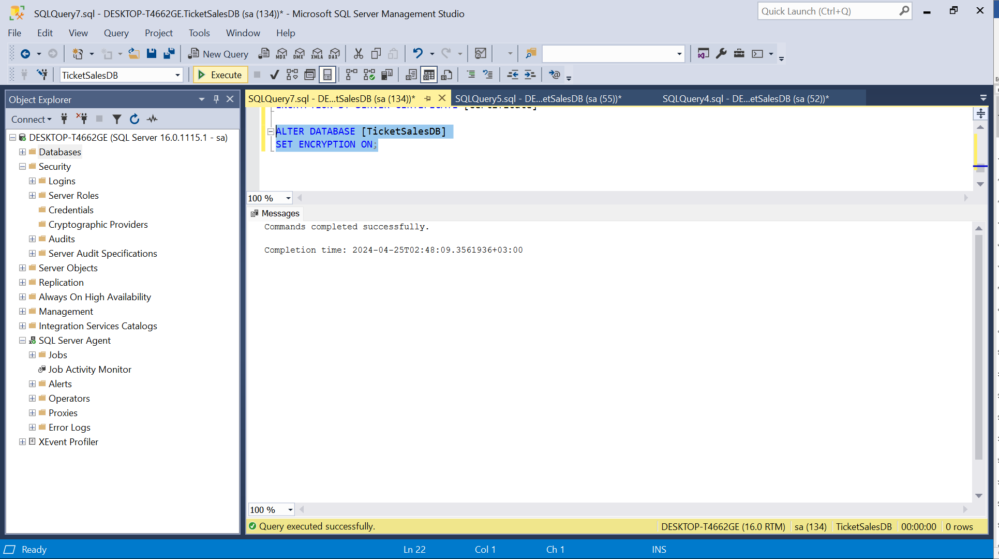 SQLQuery7.sql - DESKTOP-T4662GE.TicketSalesDB (sa (134))* - Microsoft SQL Server Management Studio
Quick Launch (Ctrl+Q)
File Edit View Query Project Tools Window Help
New Query MDX DMX XMLA DAX
TicketSalesDB Execute
Object Explorer
Connect
DESKTOP-T4662GE (SQL Server 16.0.1115.1 - sa)
Databases
Security
Logins
Server Roles
Credentials
Cryptographic Providers
Audits
Server Audit Specifications
Server Objects
Replication
Always On High Availability
Management
Integration Services Catalogs
SQL Server Agent
Jobs
Job Activity Monitor
Alerts
Operators
Proxies
Error Logs
XEvent Profiler
SQLQuery7.sql - DE...tSalesDB (sa (134))* SQLQuery5.sql - DE...etSalesDB (sa (55))* SQLQuery4.sql - DE...etSalesDB (sa (52))*
ALTER DATABASE [TicketSalesDB]
SET ENCRYPTION ON;
100 %
Messages
Commands completed successfully.
Completion time: 2024-04-25T02:48:09.3561936+03:00
100 %
Query executed successfully. DESKTOP-T4662GE (16.0 RTM) sa (134) TicketSalesDB 00:00:00 0 rows
Ready Ln 22 Col 1 Ch 1 INS